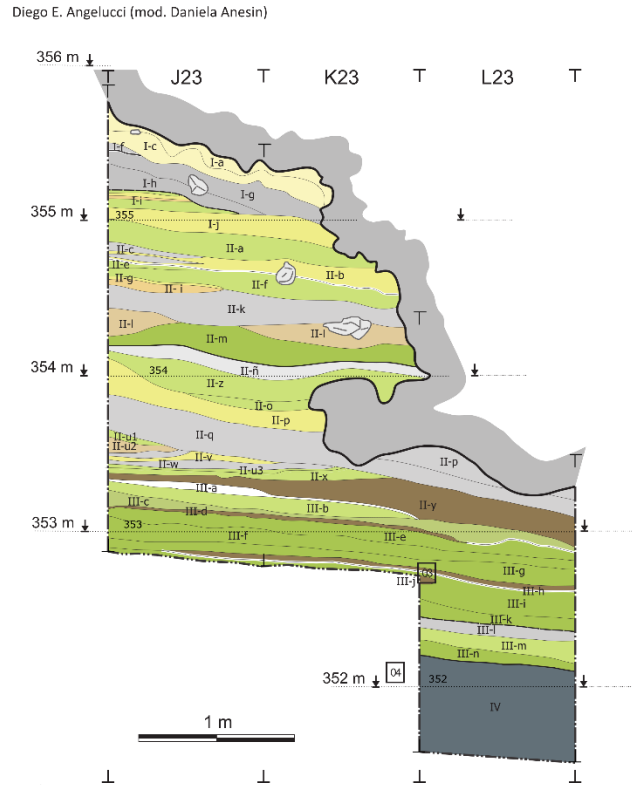 Diego E. Angelucci (mod. Daniela Anesin)
356 m
J23 K23 L23
I-f I-c
I-a
I-h
I-g
I-i
355 m
355
I-j
II-a
II-c
II-e
II-b
II-g
II- i
II-f
II-k
II-l
II-l
II-m
II-ñ
354 m
354
II-z
II-o
II-p
II-q
II-u1
II-u2
II-v
II-w
II-u3
II-x
II-p
III-a
II-y
III-c
III-d
III-b
353 m
353
III-f
III-e
III-g
03
III-j
III-h
III-i
III-k
III-l
III-m
III-n
352 m
04
352
IV
1 m